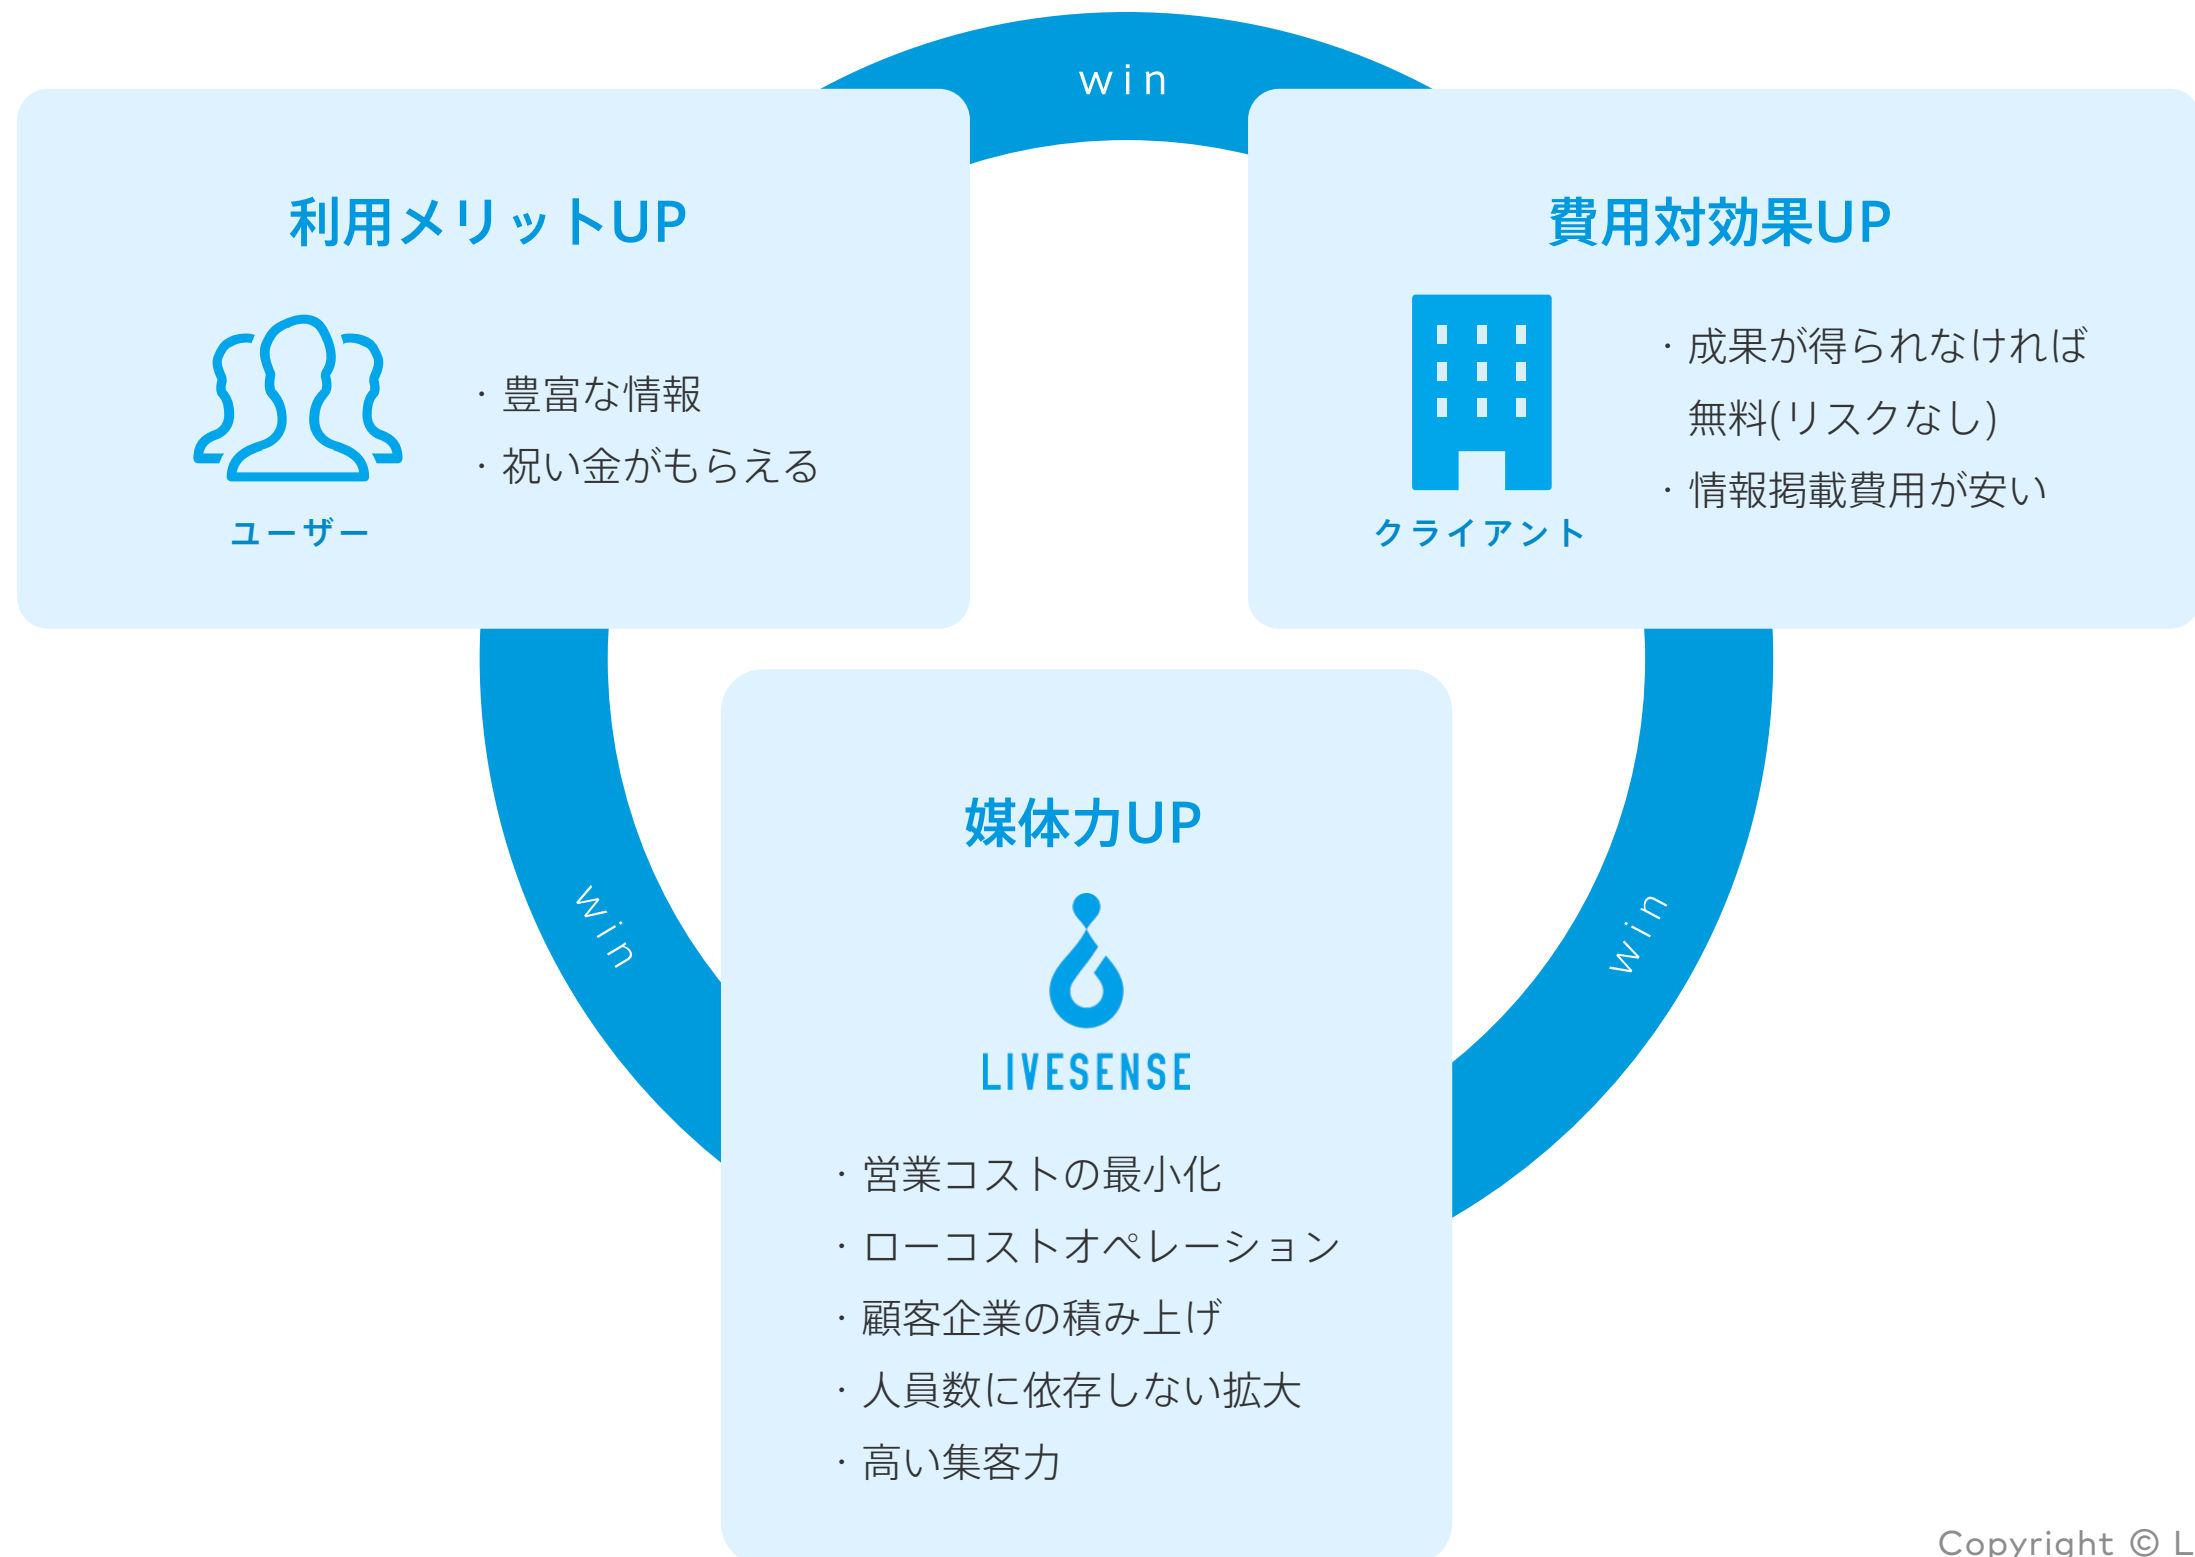 win
利用メリットUP
・豊富な情報
・祝い金がもらえる
ユーザー
費用対効果UP
・成果が得られなければ
無料(リスクなし)
・情報掲載費用が安い
クライアント
win
win
媒体力UP
LIVESENSE
・営業コストの最小化
・ローコストオペレーション
・顧客企業の積み上げ
・人員数に依存しない拡大
・高い集客力
Copyright © L